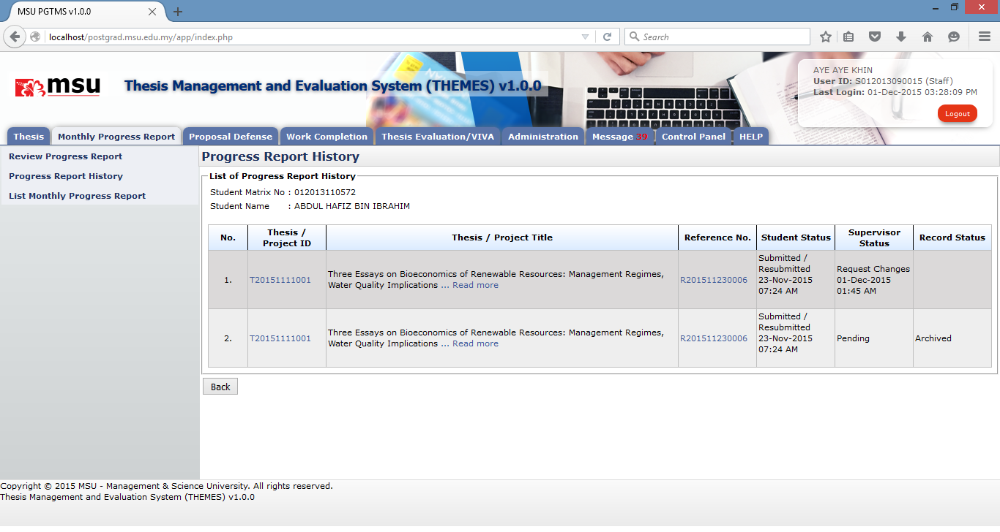 MSU PGTMS v1.0.0
localhost/postgrad.msu.edu.my/app/index.php
Search
msu
Thesis Management and Evaluation System (THEMES) v1.0.0
AYE AYE KHIN
User ID: S012013090015 (Staff)
Last Login: 01-Dec-2015 03:28:09 PM
Logout
Thesis
Monthly Progress Report
Proposal Defense
Work Completion
Thesis Evaluation/VIVA
Administration
Message 39
Control Panel
HELP
Review Progress Report
Progress Report History
List Monthly Progress Report
Progress Report History
List of Progress Report History
Student Matrix No : 012013110572
Student Name : ABDUL HAFIZ BIN IBRAHIM
No.
Thesis /
Project ID
Thesis / Project Title
Reference No.
Student Status
Supervisor
Status
Record Status
1.
T20151111001
Three Essays on Bioeconomics of Renewable Resources: Management Regimes,
Water Quality Implications ... Read more
R201511230006
Submitted /
Resubmitted
23-Nov-2015
07:24 AM
Request Changes
01-Dec-2015
01:45 AM
2.
T20151111001
Three Essays on Bioeconomics of Renewable Resources: Management Regimes,
Water Quality Implications ... Read more
R201511230006
Submitted /
Resubmitted
23-Nov-2015
07:24 AM
Pending
Archived
Back
Copyright © 2015 MSU - Management & Science University. All rights reserved.
Thesis Management and Evaluation System (THEMES) v1.0.0